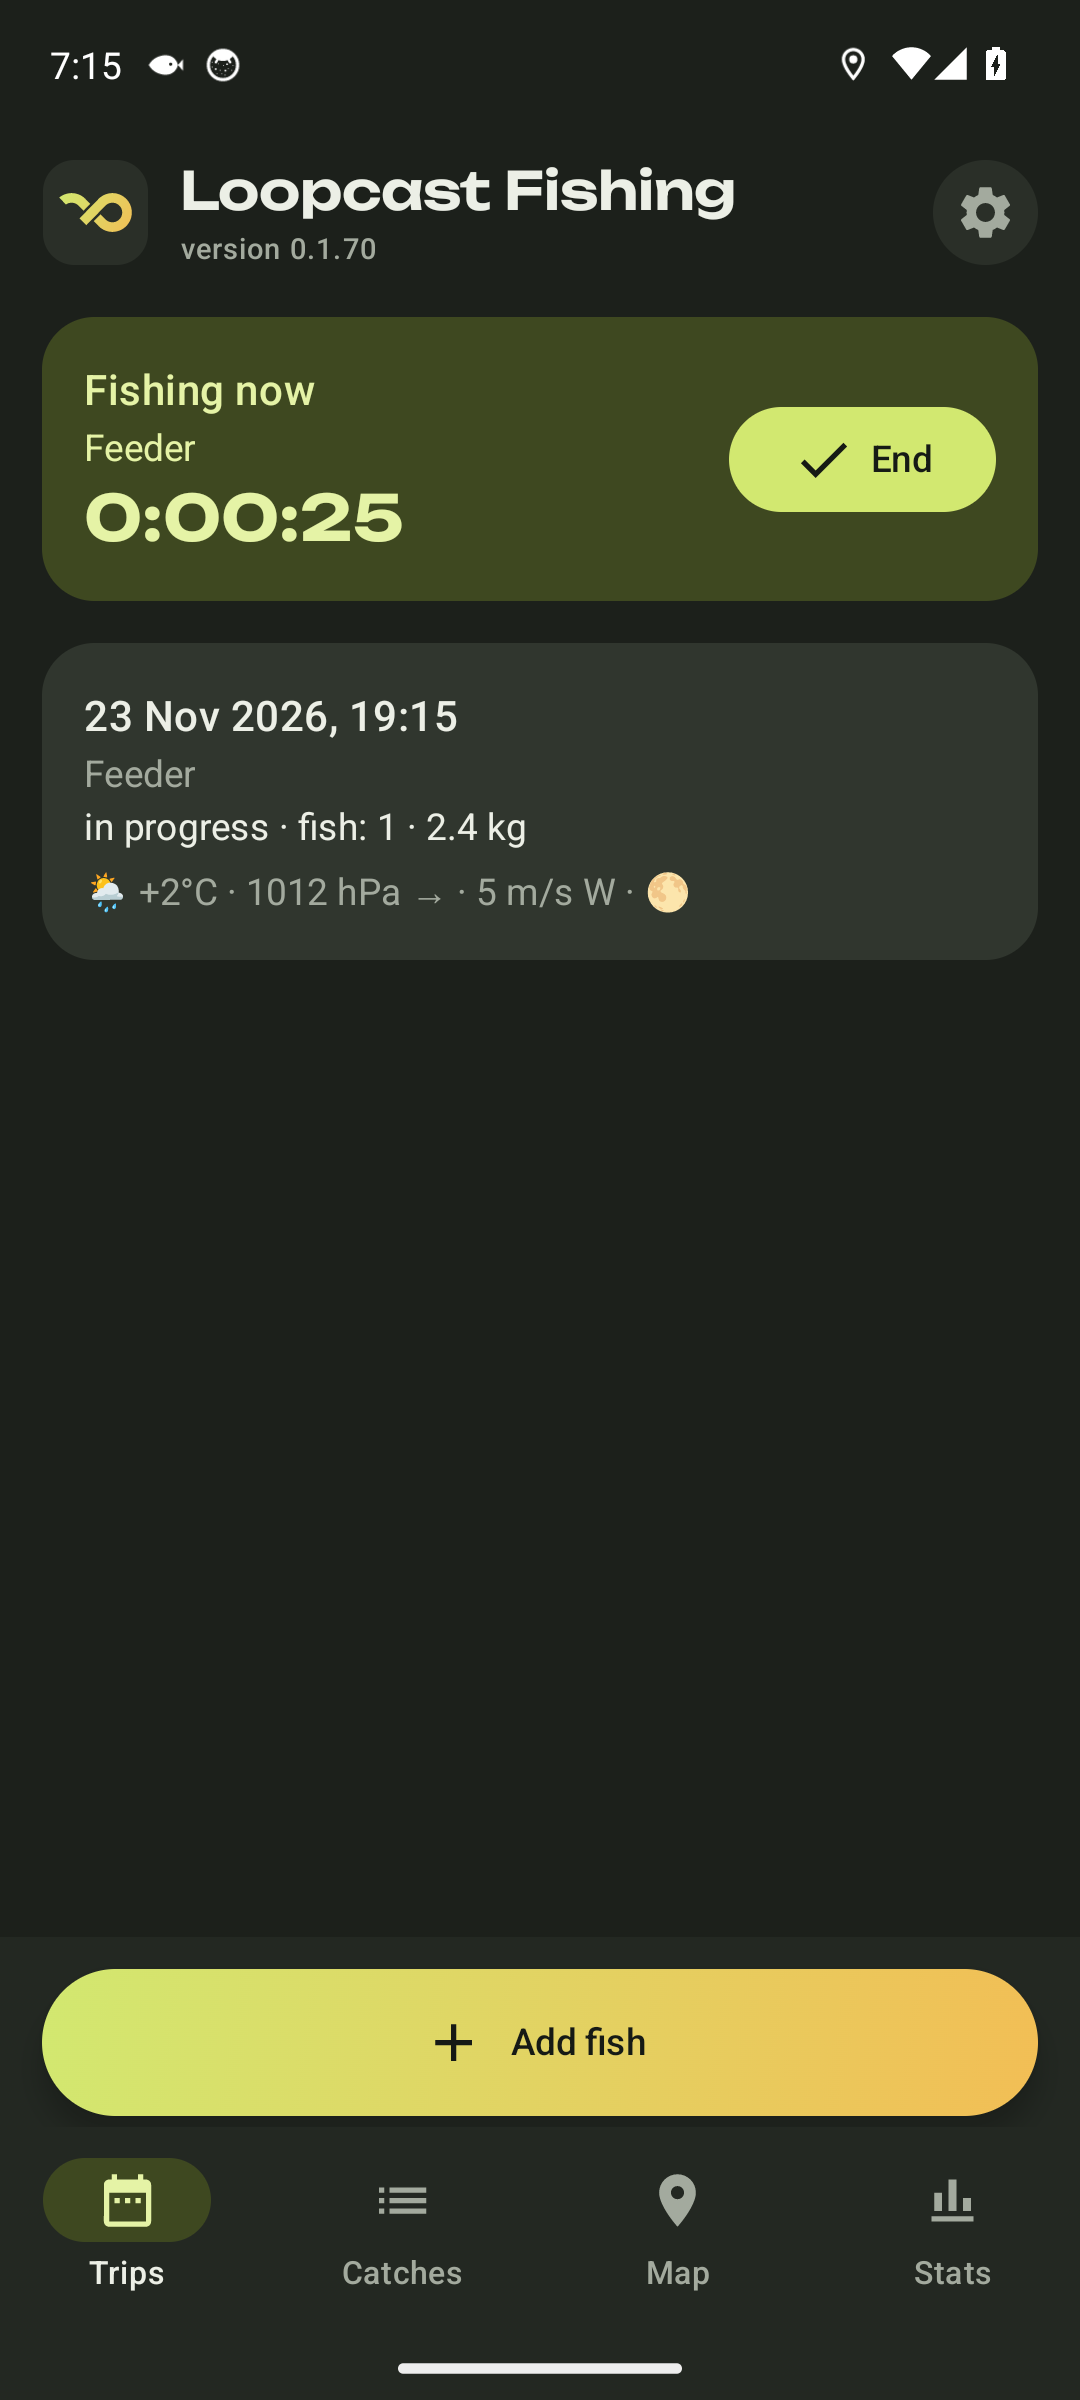 7:15
Loopcast Fishing
version 0.1.70
Fishing now
Feeder
0:00:25
End
23 Nov 2026, 19:15
Feeder
in progress · fish: 1 · 2.4 kg
🌦 +2°C · 1012 hPa → · 5 m/s W · 🌕
Add fish
Trips
Catches
Map
Stats